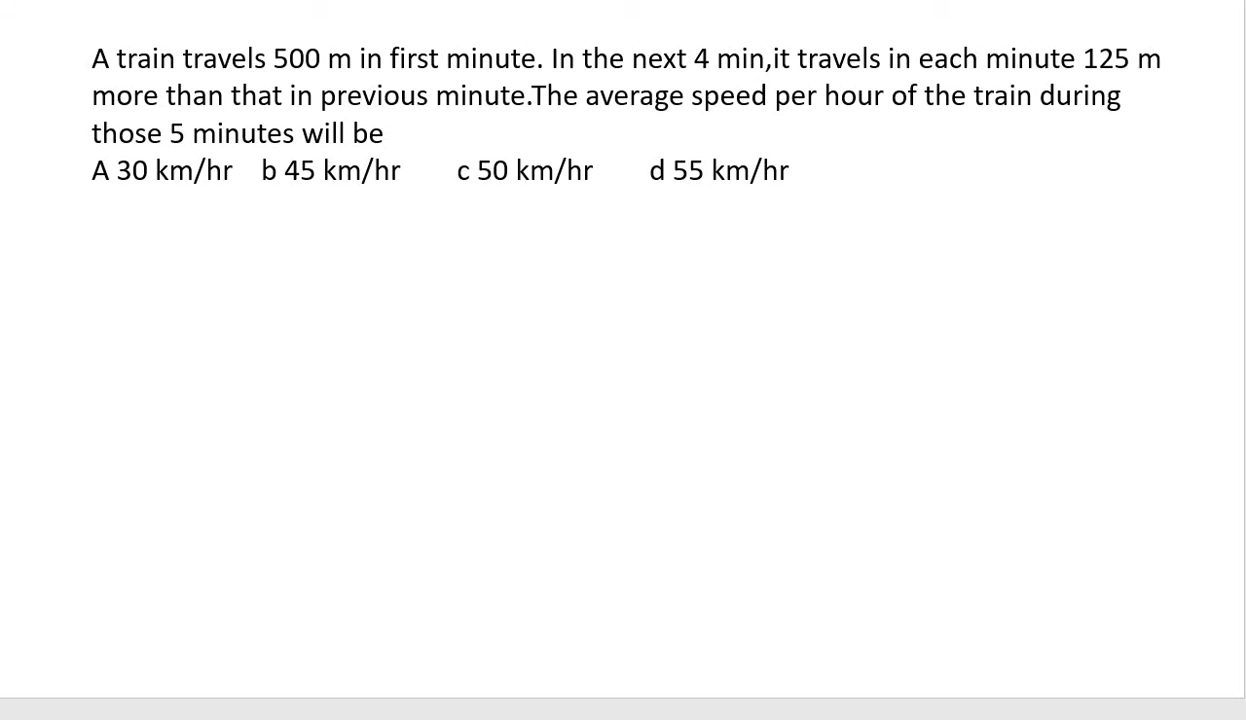 A train travels 500 m in first minute. In the next 4 min,it travels in each minute 125 m
more than that in previous minute.The average speed per hour of the train during
those 5 minutes will be
A 30 km/hr b 45 km/hr c 50 km/hr d 55 km/hr